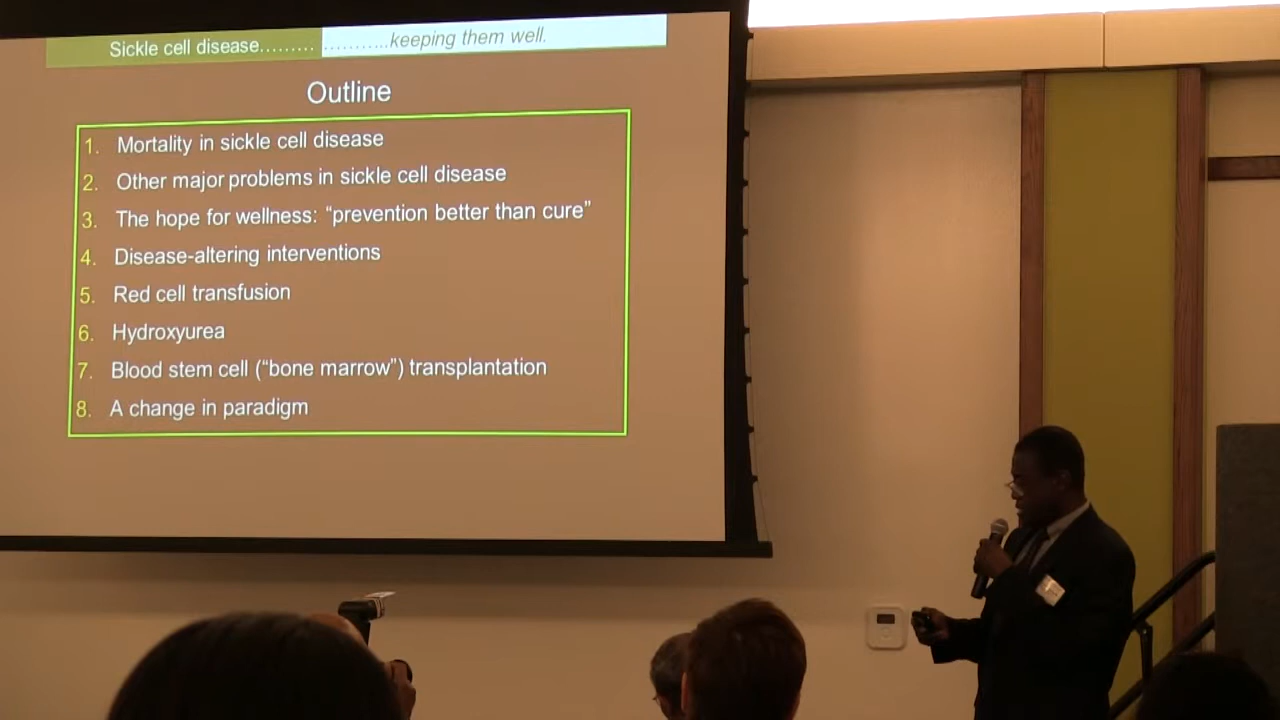 Sickle cell disease......... ...........keeping them well.
Outline
1. Mortality in sickle cell disease
2. Other major problems in sickle cell disease
3. The hope for wellness: “prevention better than cure”
4. Disease-altering interventions
5. Red cell transfusion
6. Hydroxyurea
7. Blood stem cell (“bone marrow”) transplantation
8. A change in paradigm